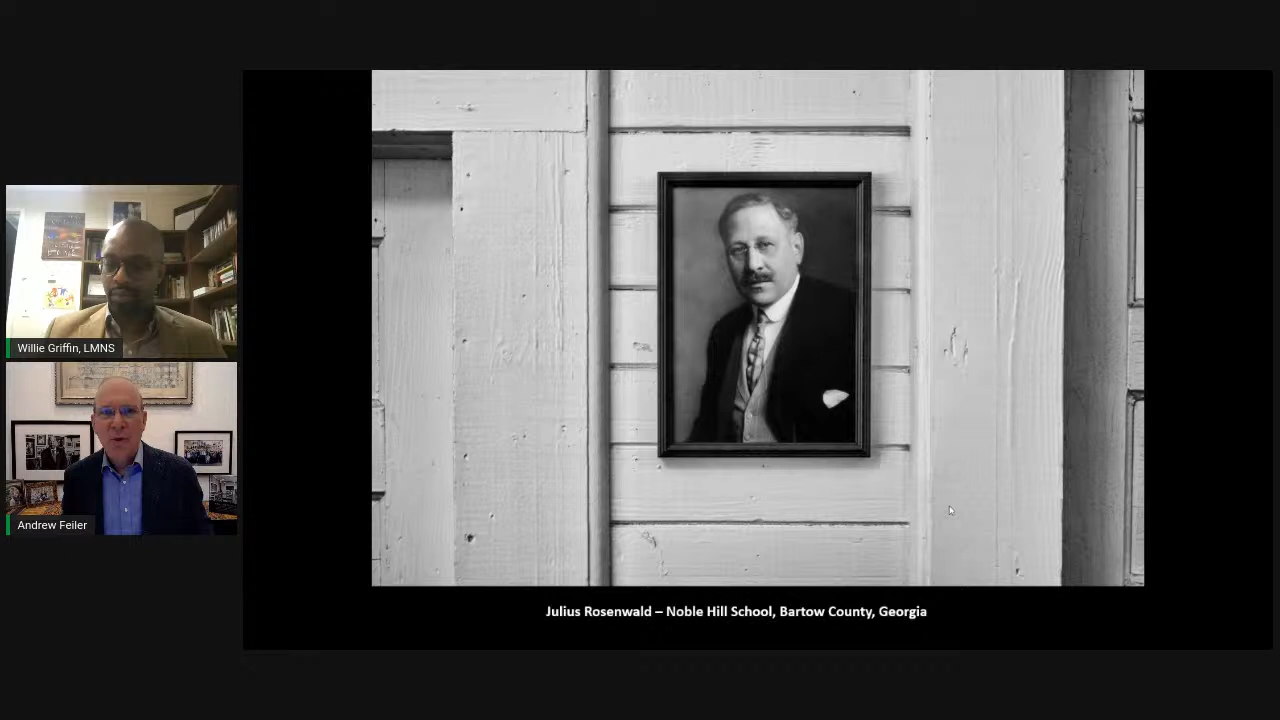 Willie Griffin, LMNS
Andrew Feiler
Julius Rosenwald – Noble Hill School, Bartow County, Georgia